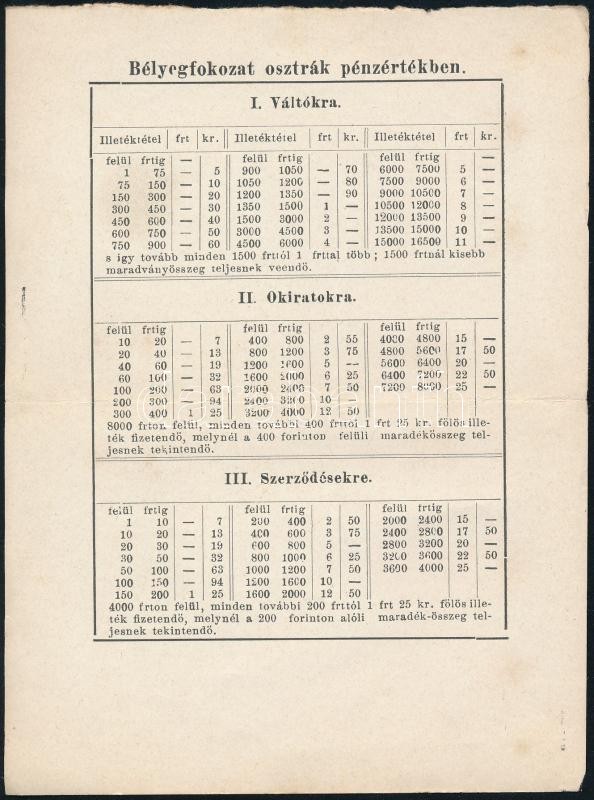 Bélyegfokozat osztrák pénzértékben.
I. Váltókra.
Illetéktétel frt kr. Illetéktétel frt kr. Illetéktétel frt kr.
felül frtig — felül frtig felül frtig —
1 75 — 5 900 1050 — 70 6000 7500 5 —
75 150 — 10 1050 1200 — 80 7500 9000 6 —
150 300 — 20 1200 1350 — 90 9000 10500 7 —
300 450 — 30 1350 1500 1 — 10500 12000 8 —
450 600 — 40 1500 3000 2 — 12000 13500 9 —
600 750 — 50 3000 4500 3 — 13500 15000 10 —
750 900 — 60 4500 6000 4 — 15000 16500 11 —
s igy tovább minden 1500 frttól 1 frttal több; 1500 frtnál kisebb
maradványösszeg teljesnek veendő.
II. Okiratokra.
felül frtig felül frtig felül frtig
10 20 — 7 400 800 2 55 4000 4800 15 —
20 40 — 13 800 1200 3 75 4800 5600 17 50
40 60 — 19 1200 1600 5 — 5600 6400 20 —
60 100 — 32 1600 2000 6 25 6400 7200 22 50
100 200 — 63 2000 2400 7 50 7200 8000 25 —
200 300 — 94 2400 3200 10 —
300 400 1 25 3200 4000 12 50
8000 frton felül, minden további 400 frttól 1 frt 25 kr. fölös ille-
ték fizetendő, melynél a 400 forinton felüli maradékösszeg tel-
jesnek tekintendő.
III. Szerződésekre.
felül frtig felül frtig felül frtig
1 10 — 7 200 400 2 50 2000 2400 15 —
10 20 — 13 400 600 3 75 2400 2800 17 50
20 30 — 19 600 800 5 — 2800 3200 20 —
30 50 — 32 800 1000 6 25 3200 3600 22 50
50 100 — 63 1000 1200 7 50 3600 4000 25 —
100 150 — 94 1200 1600 10 —
150 200 1 25 1600 2000 12 50
4000 frton felül, minden további 200 frttól 1 frt 25 kr. fölös ille-
ték fizetendő, melynél a 200 forinton alóli maradék-összeg tel-
jesnek tekintendő.